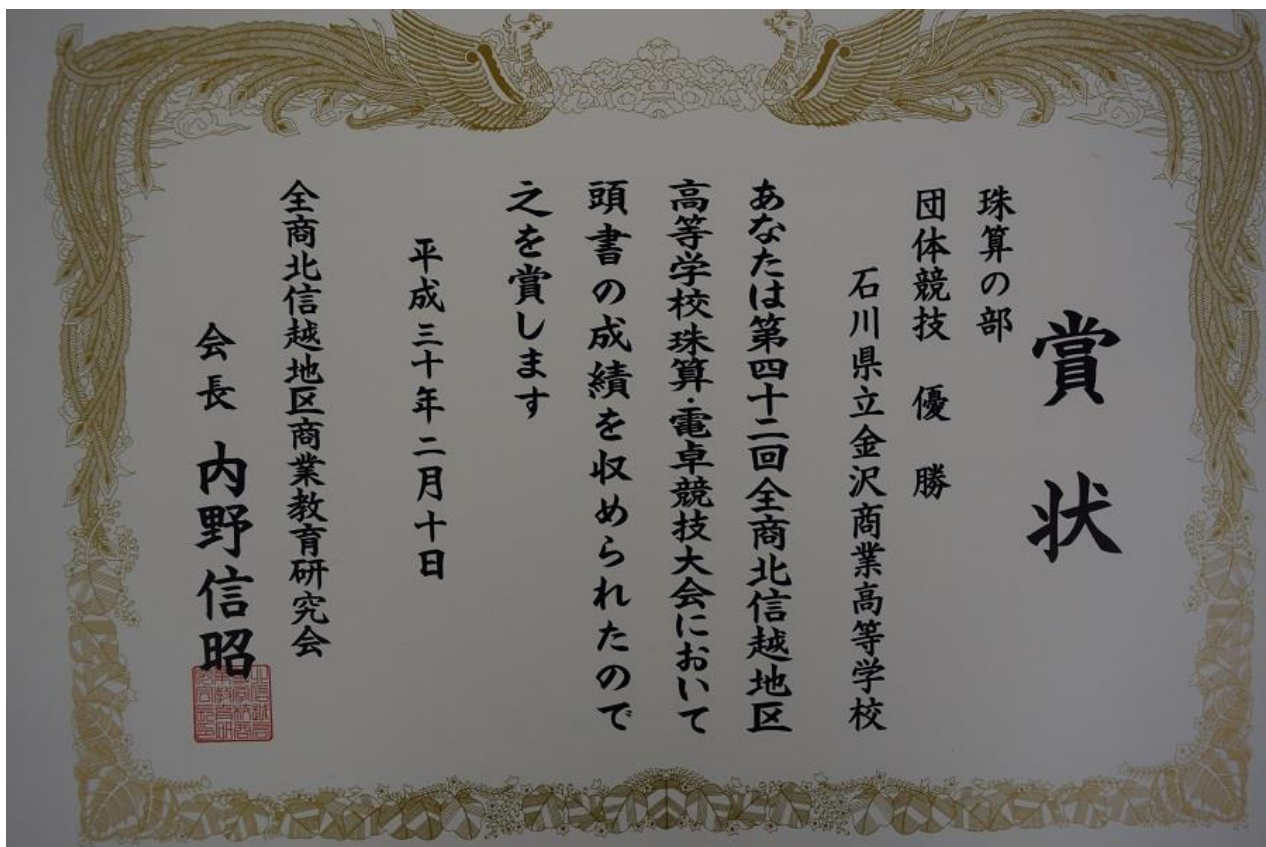 賞状
珠算の部
団体競技 優勝
石川県立金沢商業高等学校
あなたは第四十二回全商北信越地区
高等学校珠算・電卓競技大会において
頭書の成績を収められたので
之を賞します
平成三十年二月十日
全商北信越地区商業教育研究会
会長 内野信昭